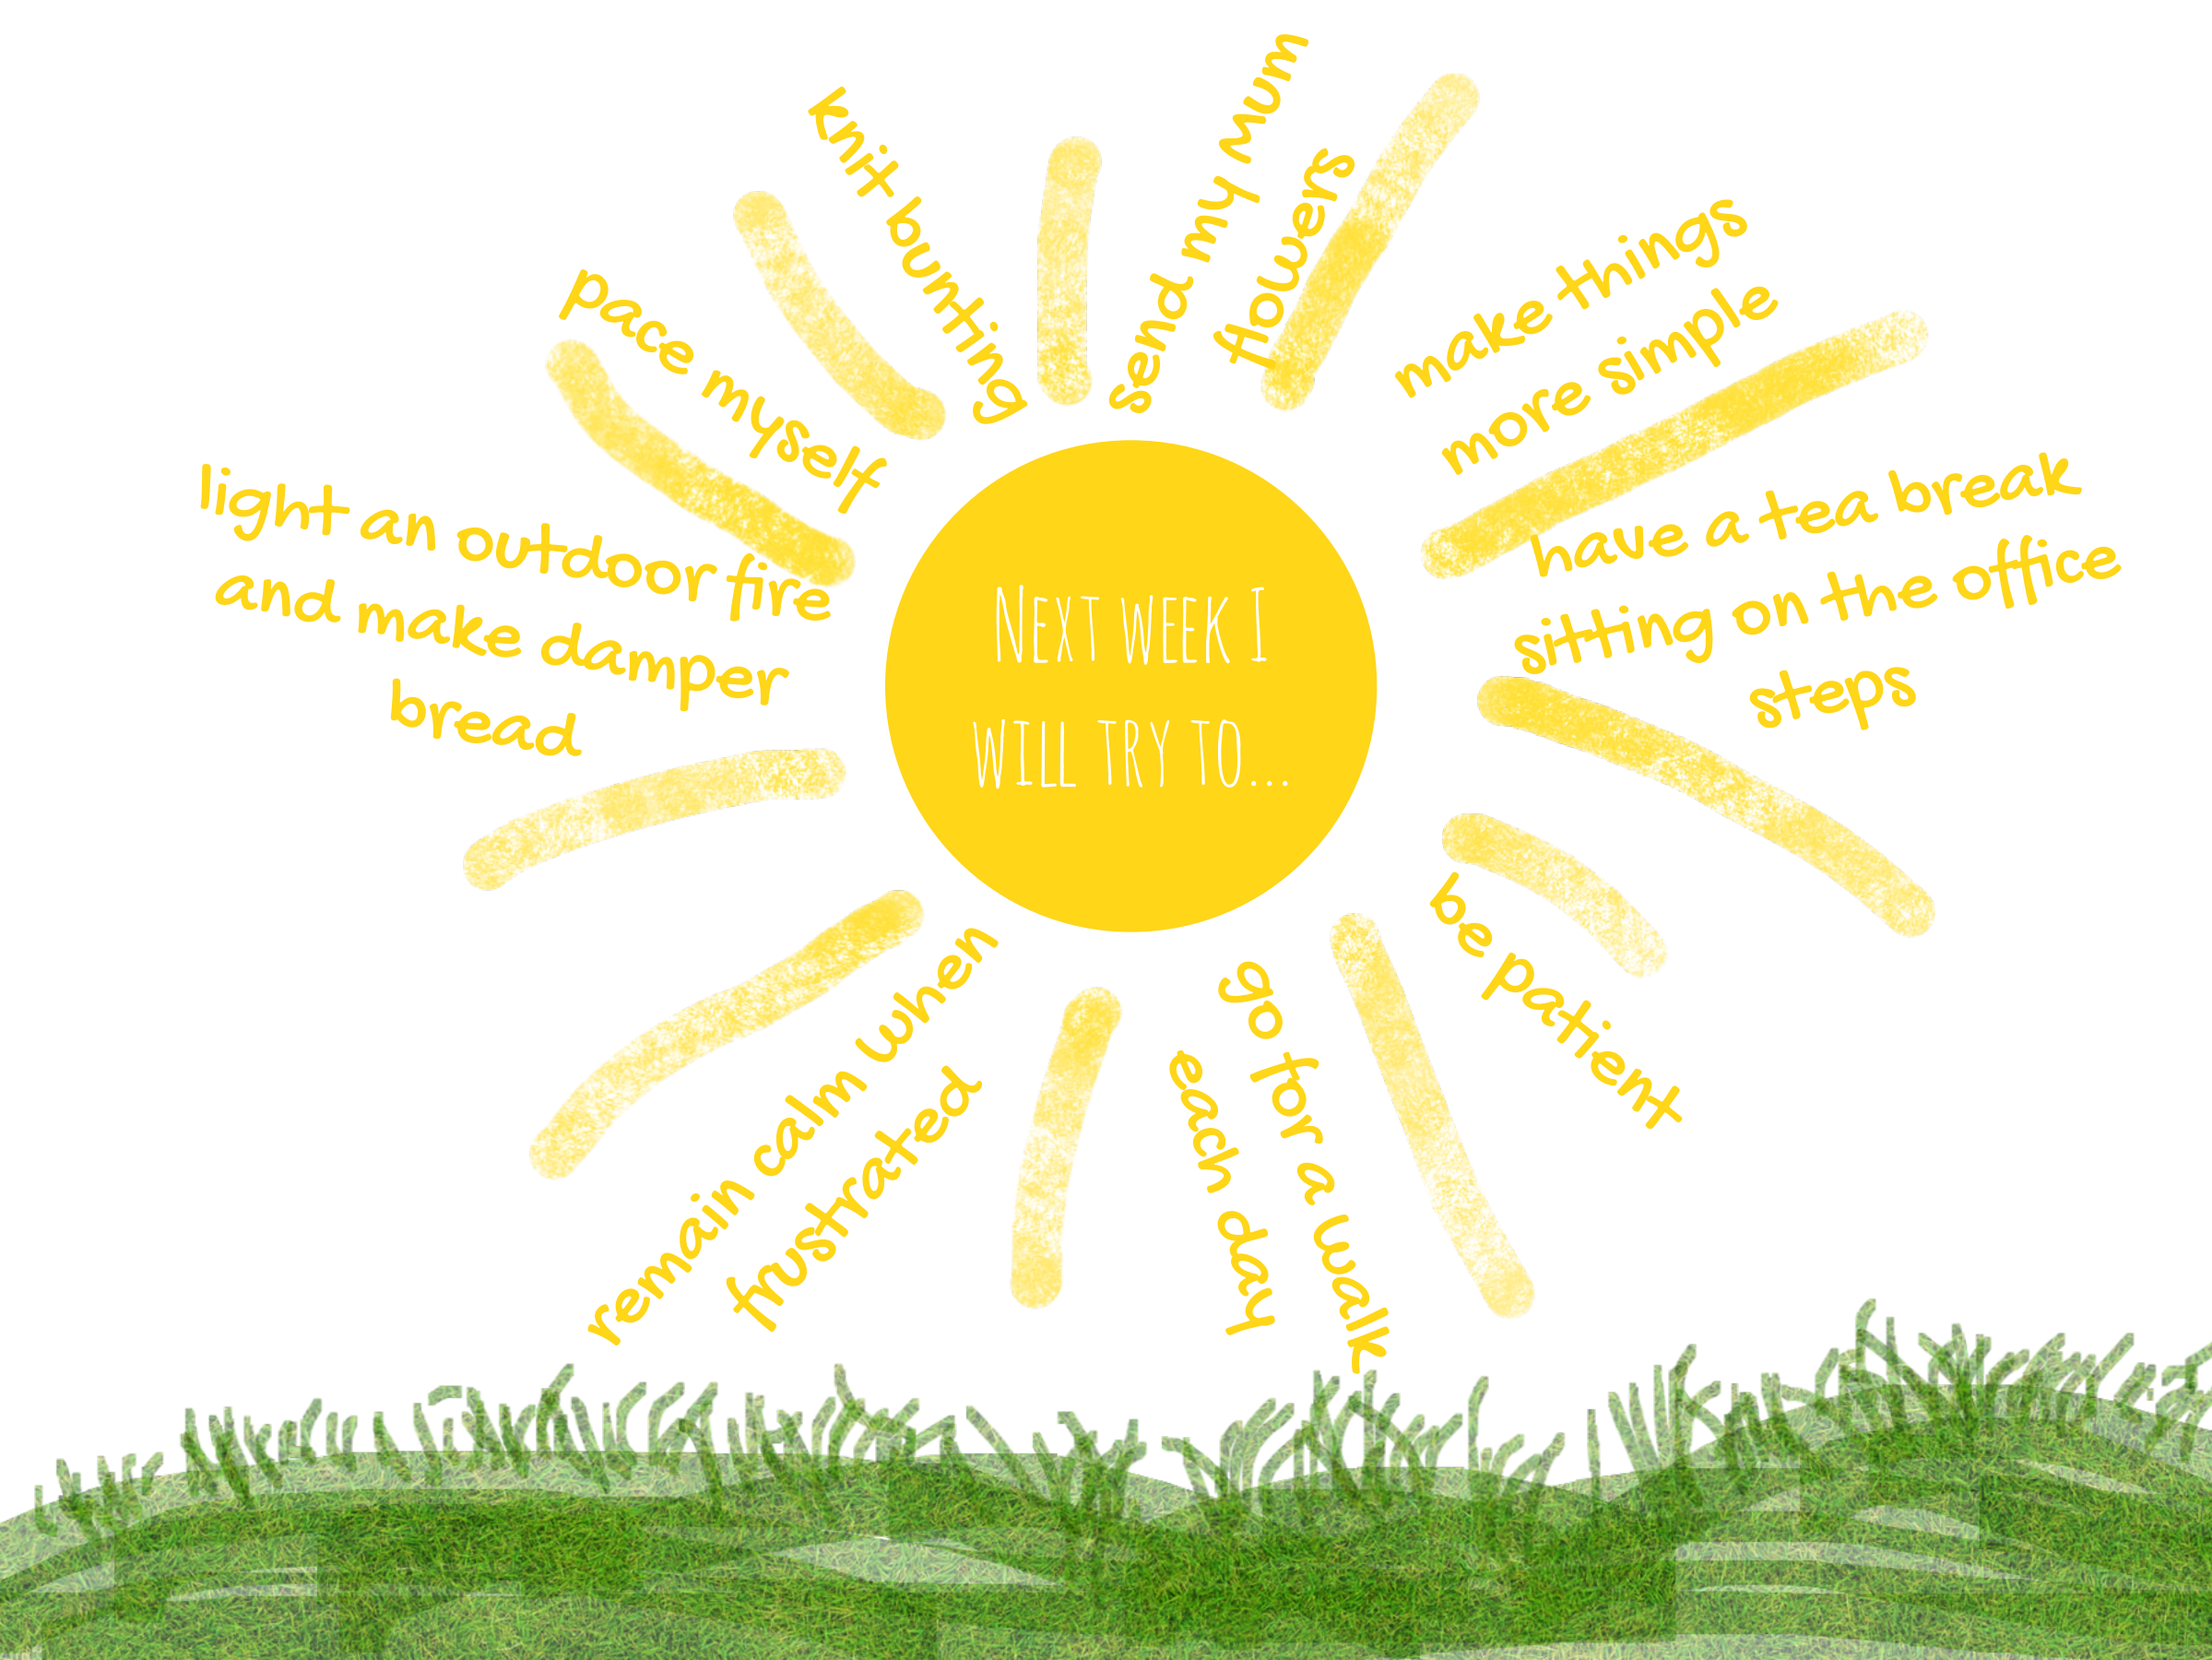 Next week I
will try to...
send my mum
flowers
make things
more simple
have a tea break
sitting on the office
steps
be patient
go for a walk
each day
remain calm when
frustrated
light an outdoor fire
and make damper
bread
pace myself
knit bunting